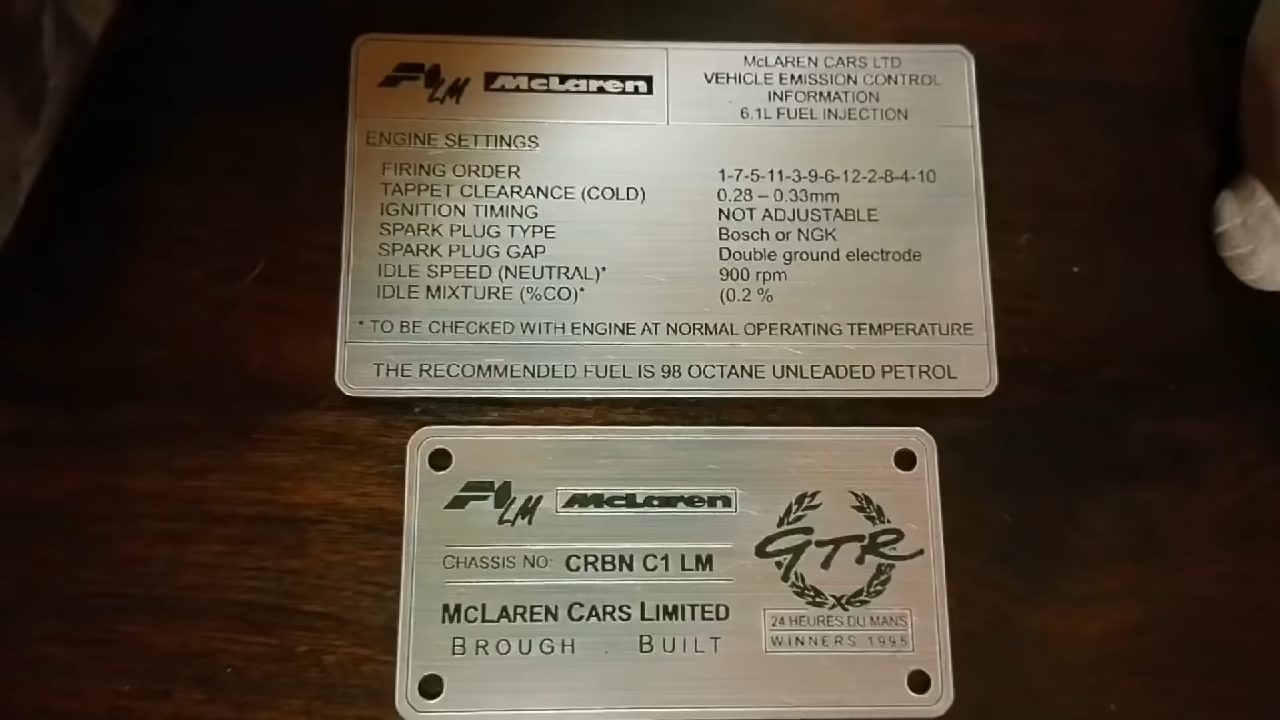 F1 LM McLaren
McLAREN CARS LTD
VEHICLE EMISSION CONTROL
INFORMATION
6.1L FUEL INJECTION
ENGINE SETTINGS
FIRING ORDER 1-7-5-11-3-9-6-12-2-8-4-10
TAPPET CLEARANCE (COLD) 0.28 – 0.33mm
IGNITION TIMING NOT ADJUSTABLE
SPARK PLUG TYPE Bosch or NGK
SPARK PLUG GAP Double ground electrode
IDLE SPEED (NEUTRAL)* 900 rpm
IDLE MIXTURE (%CO)* (0.2 %
* TO BE CHECKED WITH ENGINE AT NORMAL OPERATING TEMPERATURE
THE RECOMMENDED FUEL IS 98 OCTANE UNLEADED PETROL
F1 LM McLaren
CHASSIS NO: CRBN C1 LM
McLAREN CARS LIMITED
BROUGH . BUILT
GTR
24 HEURES DU MANS
WINNERS 1995